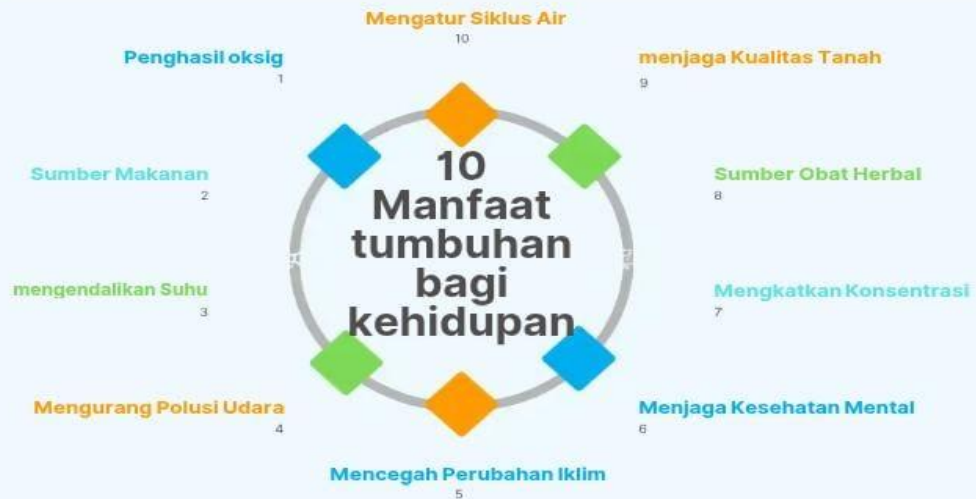 Mengatur Siklus Air
10
Penghasil oksig
1
menjaga Kualitas Tanah
9
Sumber Makanan
2
Sumber Obat Herbal
8
mengendalikan Suhu
3
Mengkatkan Konsentrasi
7
Mengurang Polusi Udara
4
Menjaga Kesehatan Mental
6
Mencegah Perubahan Iklim
5
10
Manfaat
tumbuhan
bagi
kehidupan